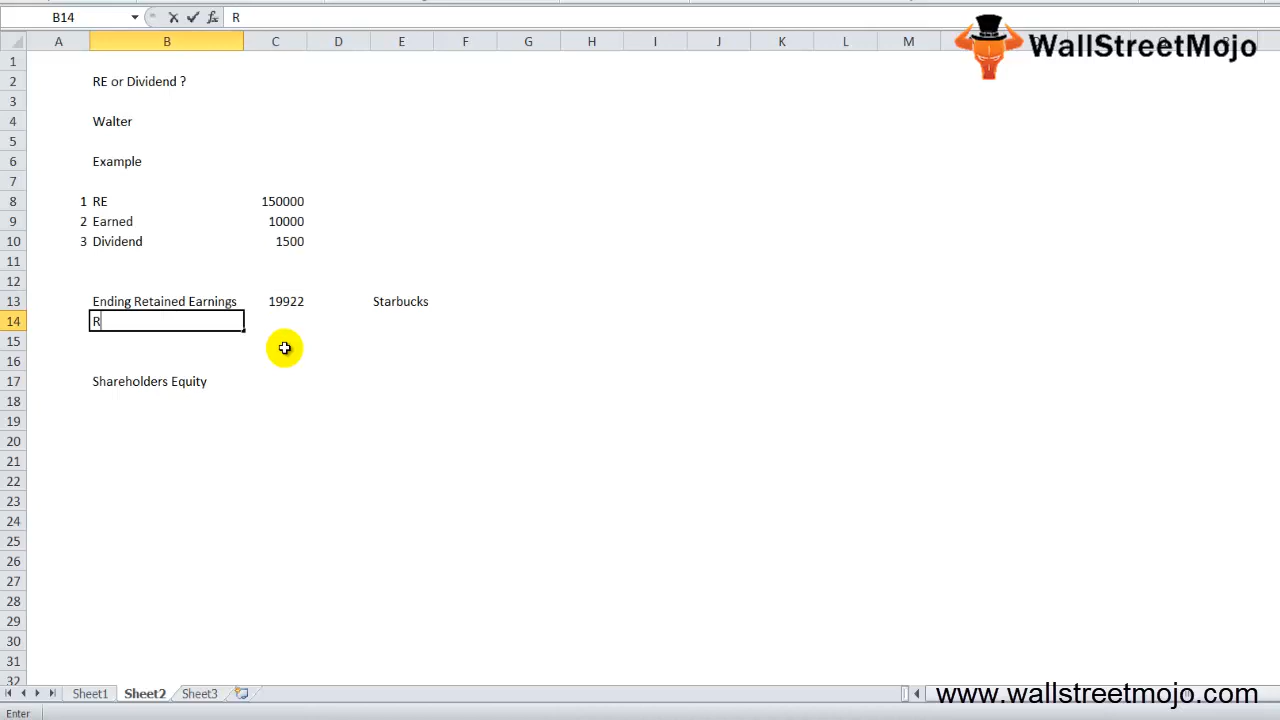 B14 fx R
WallStreetMojo
A B D E F G H I J K L M
1
2 RE or Dividend ?
3
4 Walter
5
6 Example
7
8 1 RE 150000
9 2 Earned 10000
10 3 Dividend 1500
11
12
13 Ending Retained Earnings 19922 Starbucks
14 R
15
16
17 Shareholders Equity
18
19
20
21
22
23
24
25
26
27
28
29
30
31
32
Sheet1 Sheet2 Sheet3
www.wallstreetmojo.com
Enter